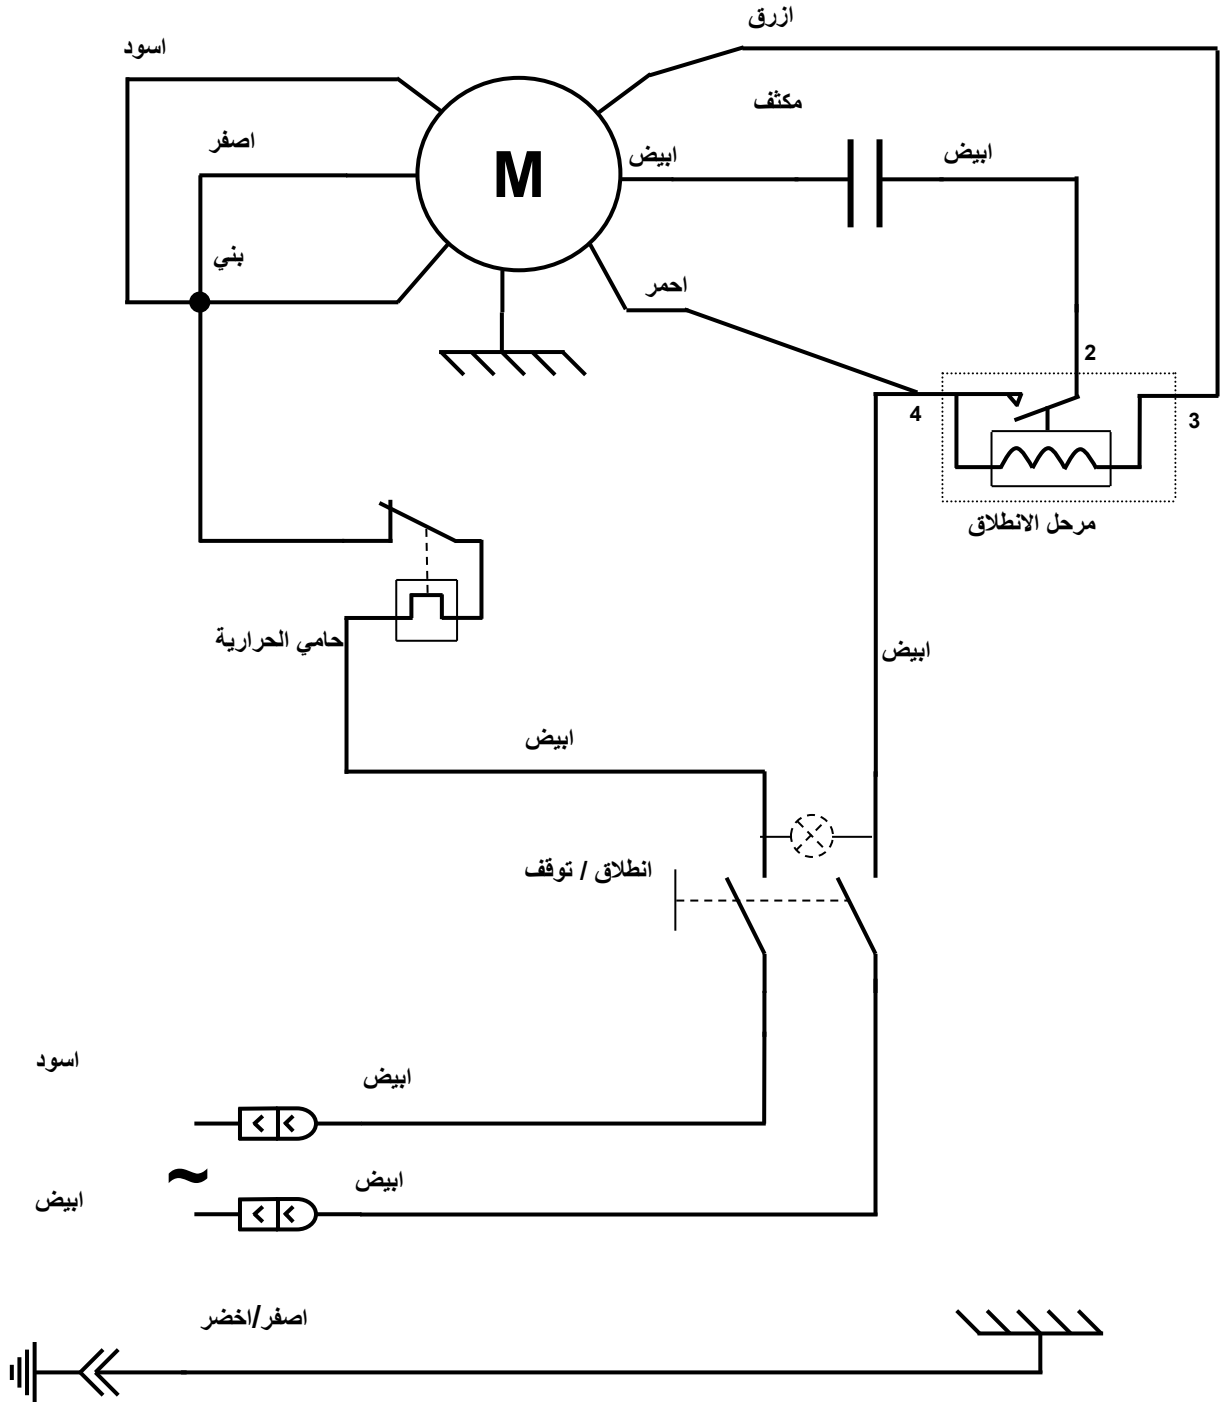 ازرق
اسود
مكثف
اصفر
ابيض
ابيض
M
بني
احمر
2
4
3
مرحل الانطلاق
حامي الحرارية
ابيض
ابيض
انطلاق / توقف
اسود
ابيض
~
ابيض
ابيض
اصفر/اخضر